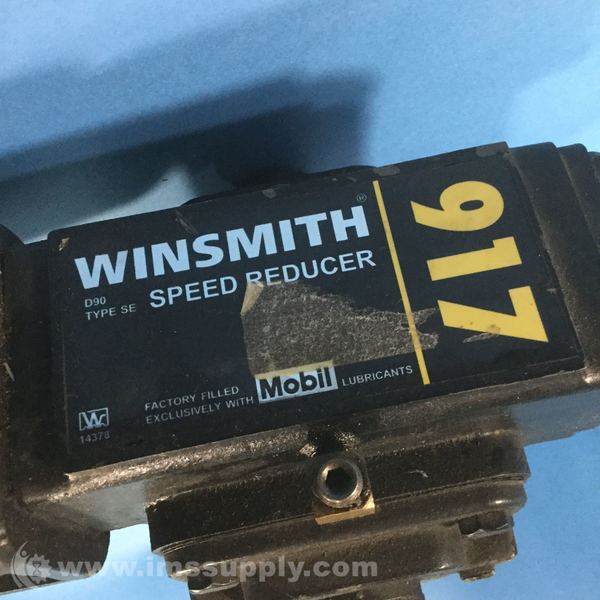 WINSMITH®
D90
TYPE SE
SPEED REDUCER
917
FACTORY FILLED
EXCLUSIVELY WITH
Mobil
LUBRICANTS
W
14378
www.imssupply.com